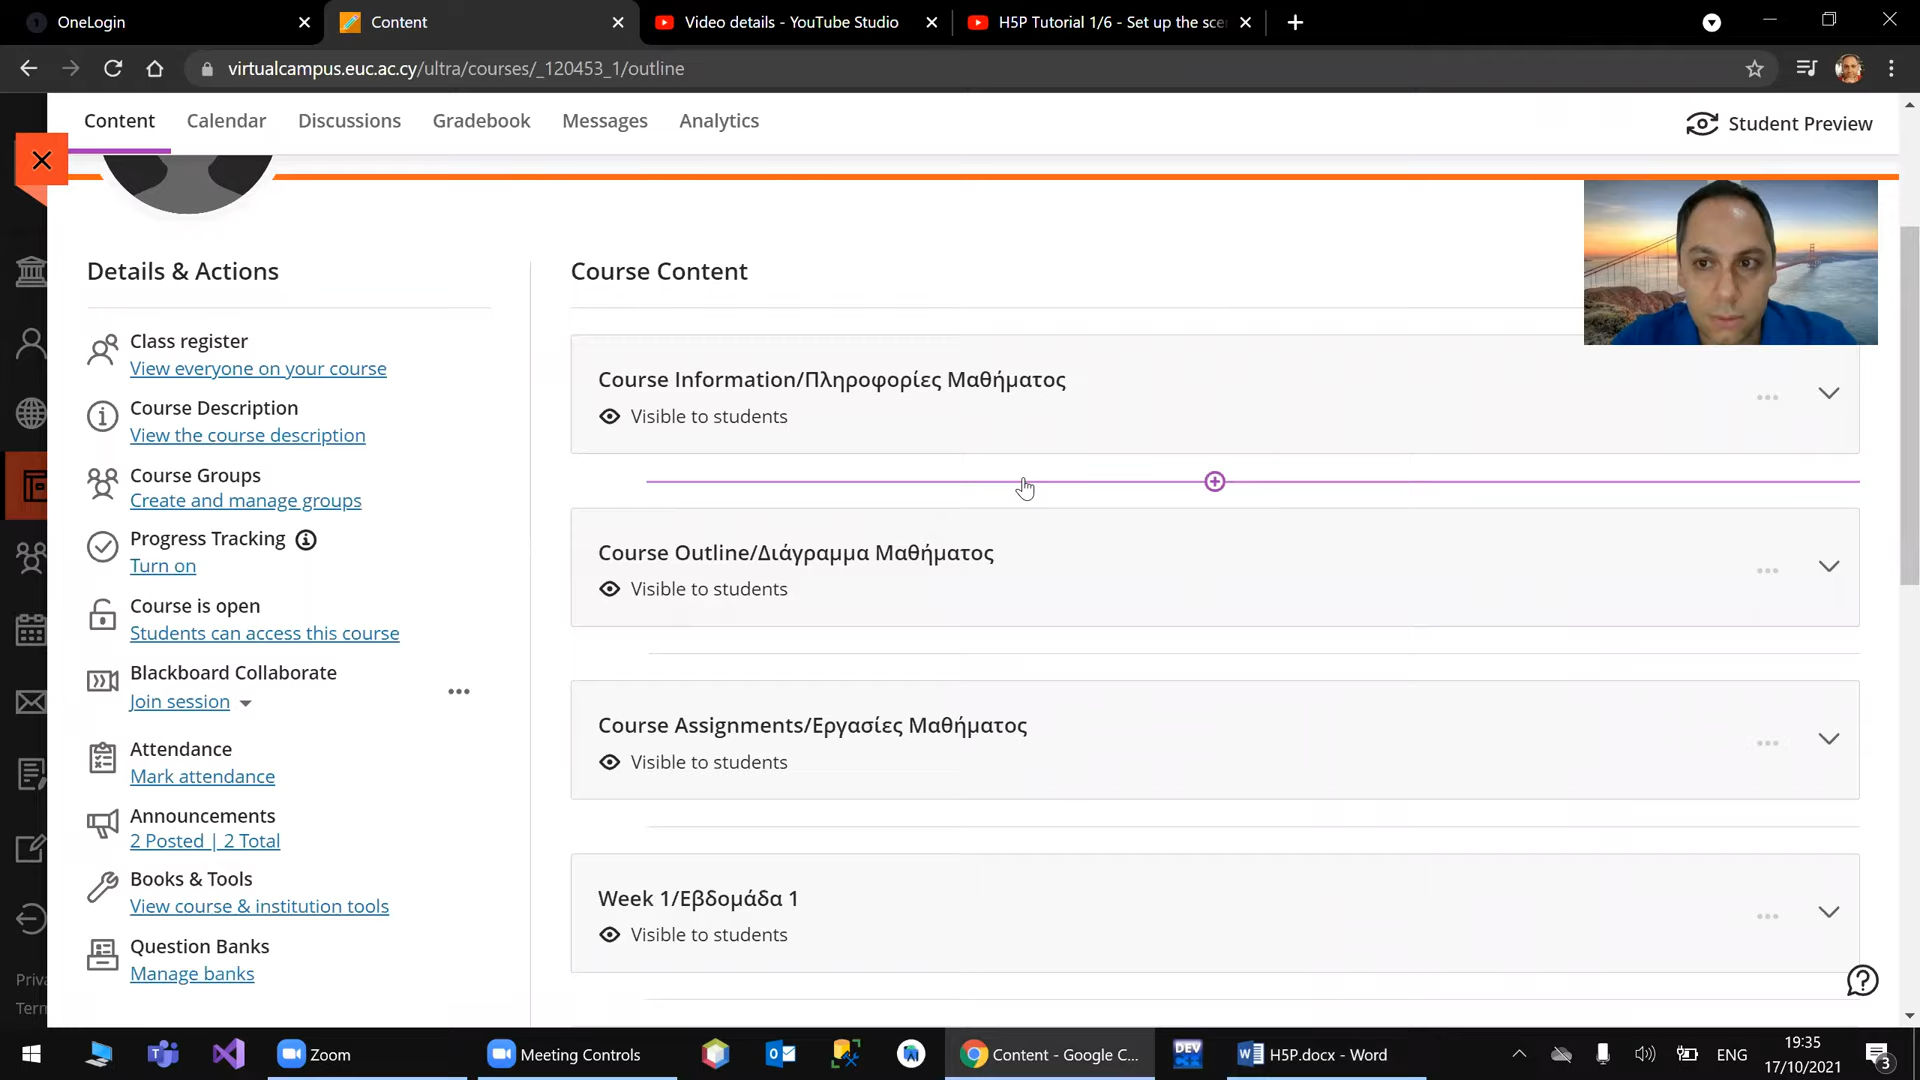 OneLogin
Content
Video details - YouTube Studio
H5P Tutorial 1/6 - Set up the sce
virtualcampus.euc.ac.cy/ultra/courses/_120453_1/outline
Content
Calendar
Discussions
Gradebook
Messages
Analytics
Student Preview
Details & Actions
Class register
View everyone on your course
Course Description
View the course description
Course Groups
Create and manage groups
Progress Tracking
Turn on
Course is open
Students can access this course
Blackboard Collaborate
Join session
Attendance
Mark attendance
Announcements
2 Posted | 2 Total
Books & Tools
View course & institution tools
Question Banks
Manage banks
Course Content
Course Information/Πληροφορίες Μαθήματος
Visible to students
Course Outline/Διάγραμμα Μαθήματος
Visible to students
Course Assignments/Εργασίες Μαθήματος
Visible to students
Week 1/Εβδομάδα 1
Visible to students
Priva
Term
Zoom
Meeting Controls
Content - Google C...
DEV
H5P.docx - Word
ENG
19:35
17/10/2021
3